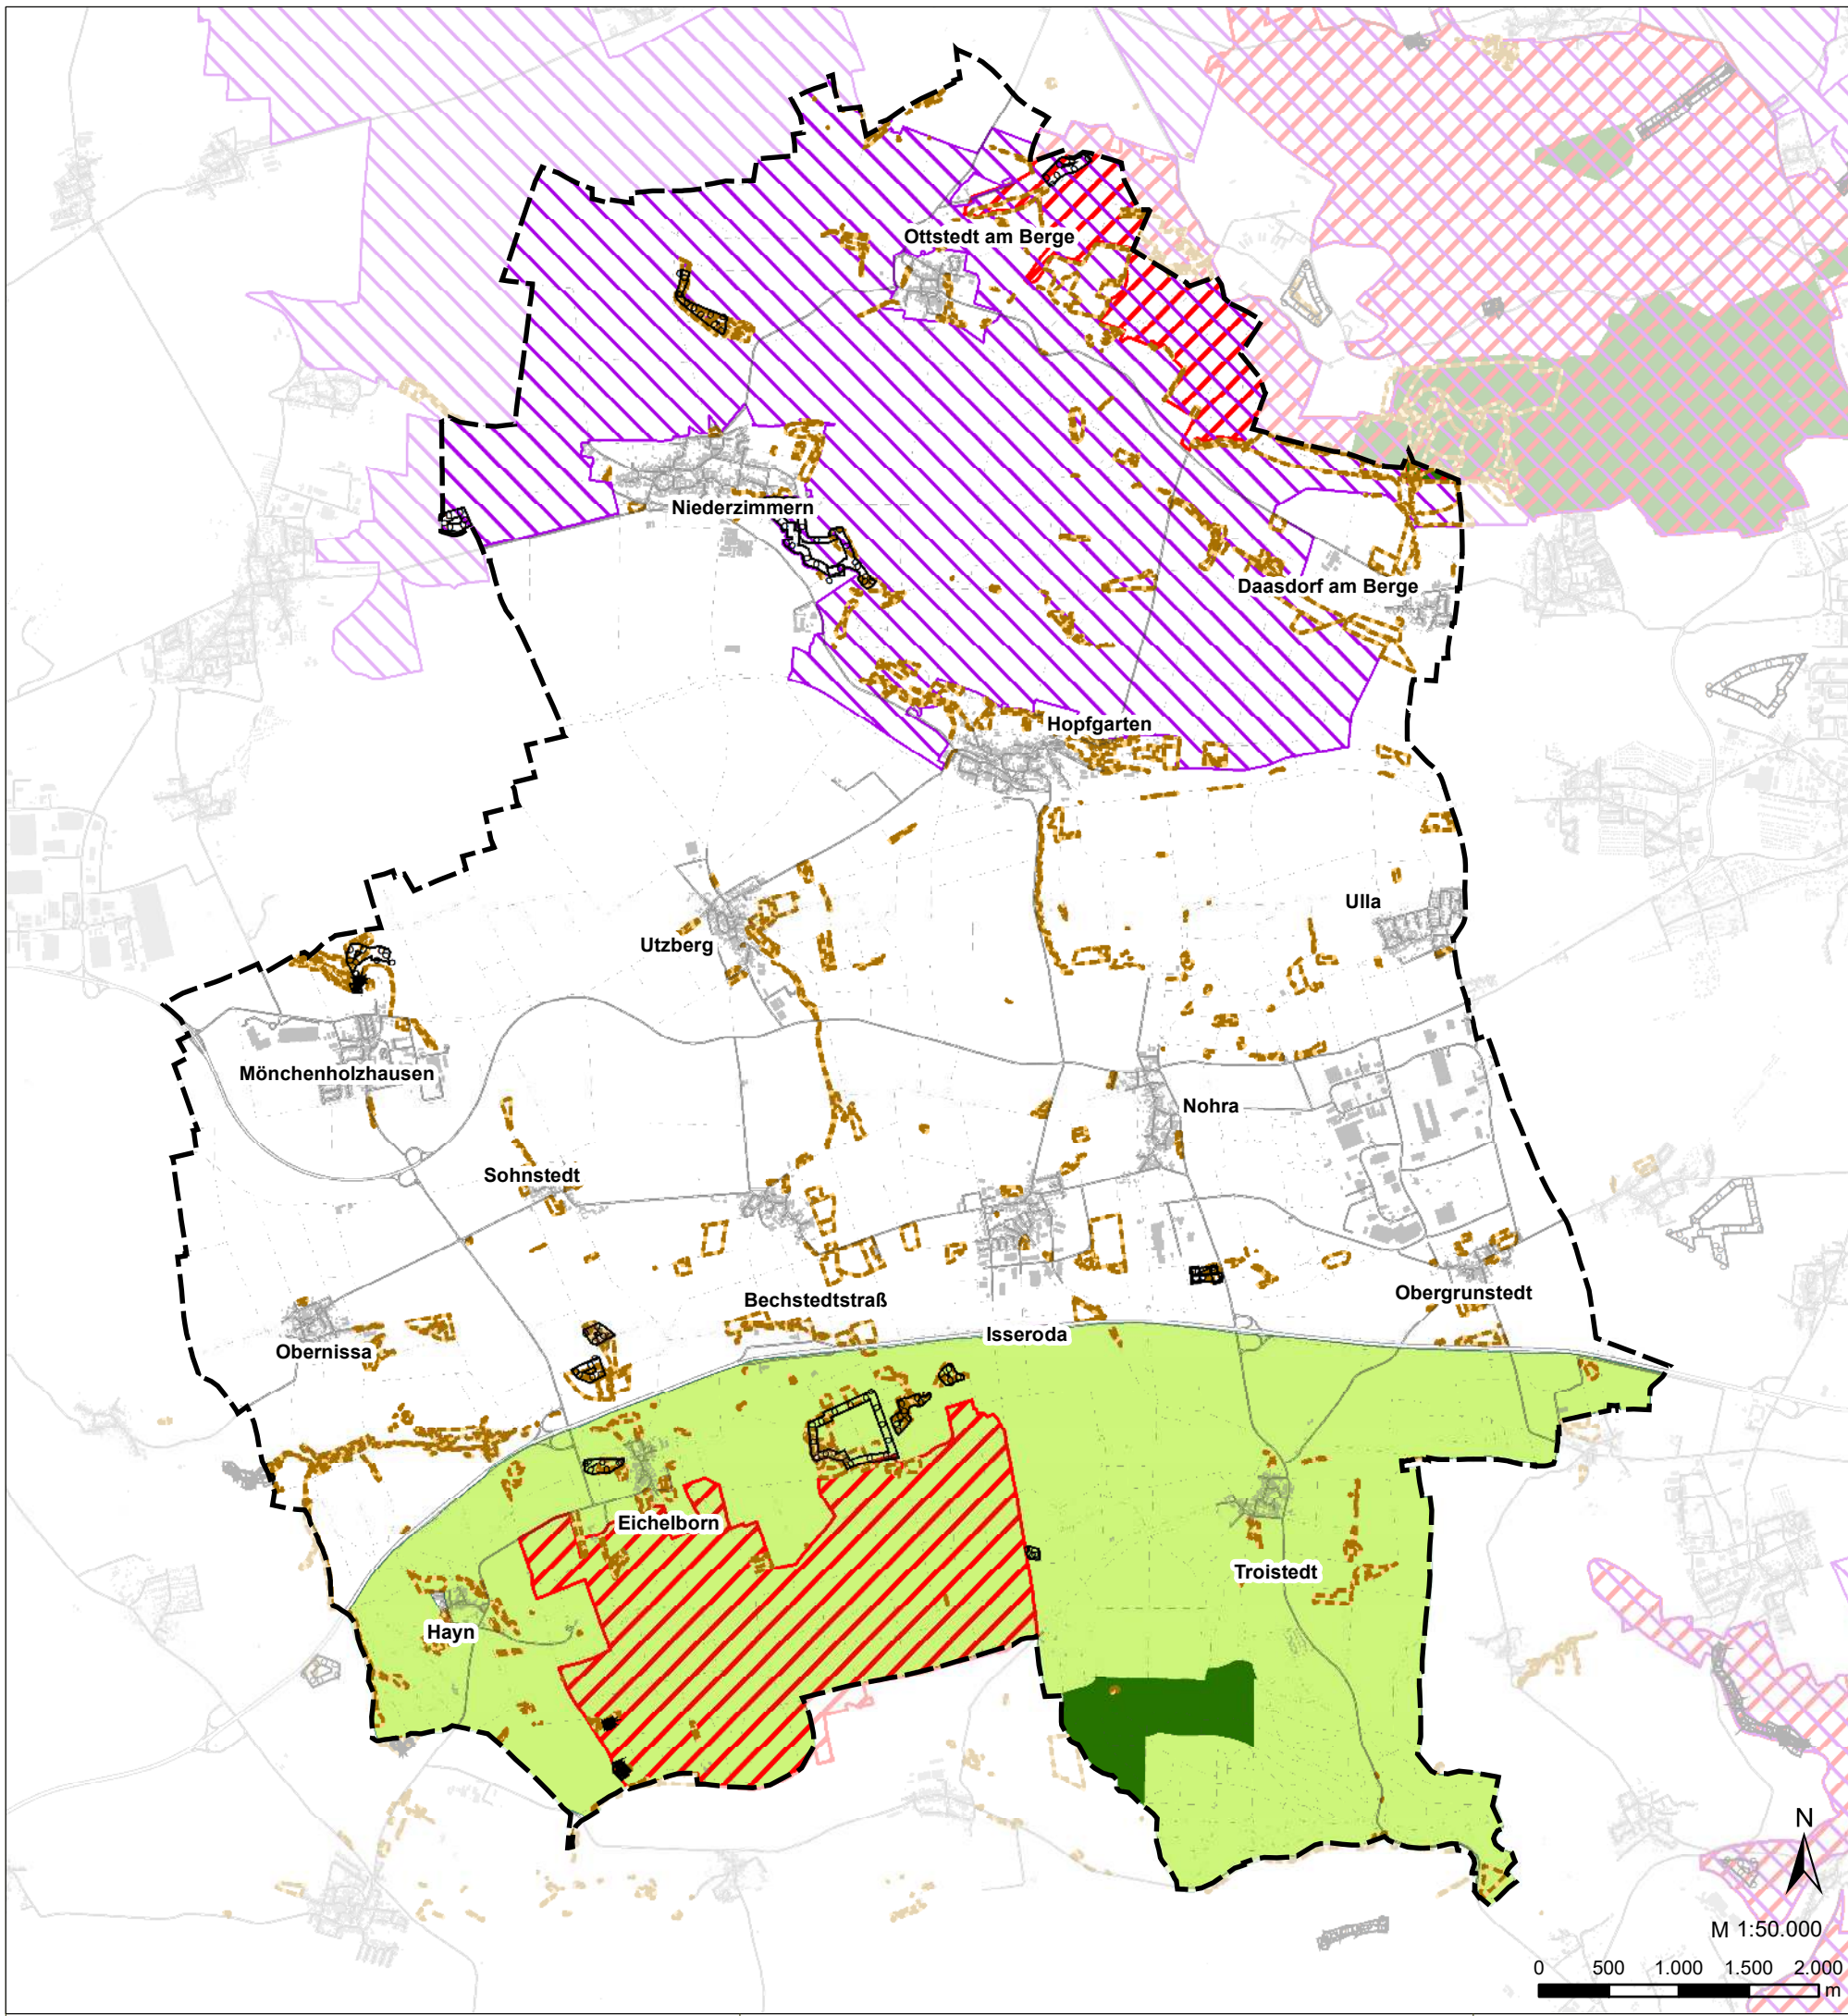 Ottstedt am Berge
Niederzimmern
Daasdorf am Berge
Hopfgarten
Ulla
Utzberg
Mönchenholzhausen
Nohra
Sohnstedt
Obergrunstedt
Bechstedtstraß
Isseroda
Obernissa
Eichelborn
Troistedt
Hayn
N
M 1:50.000
0 500 1.000 1.500 2.000
m